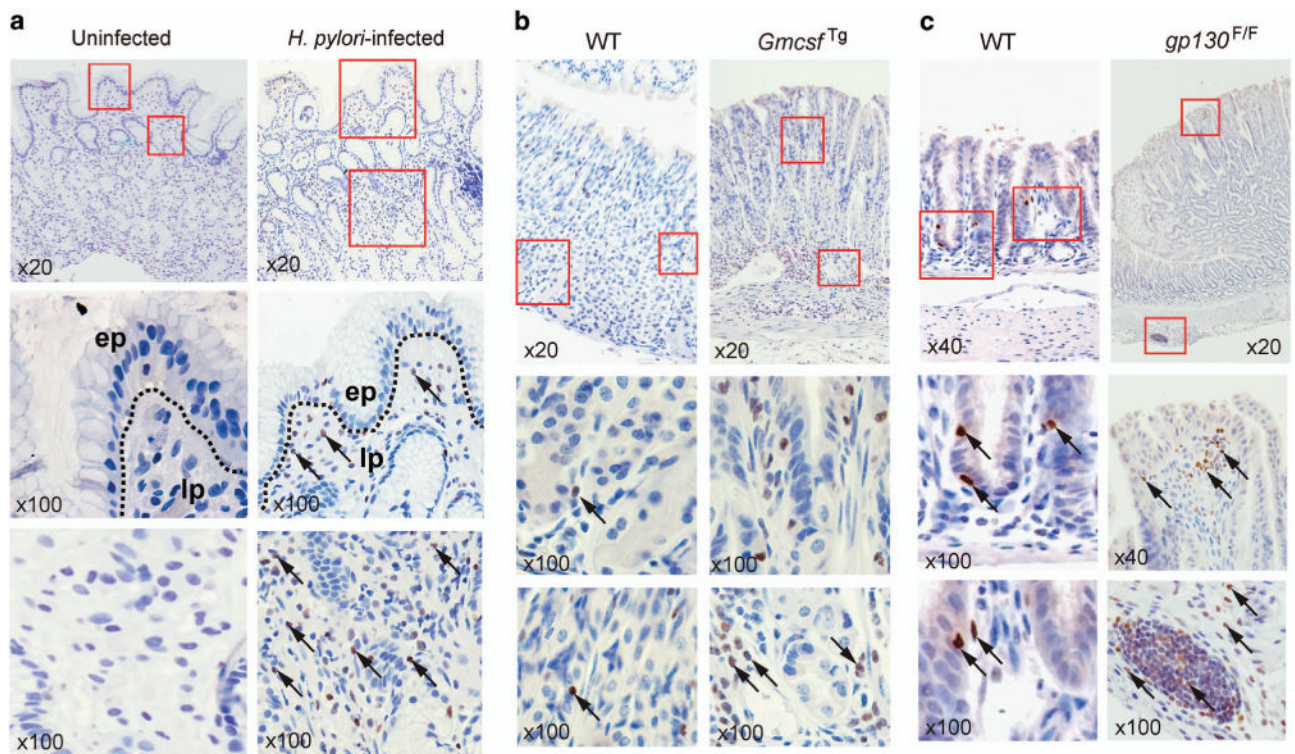 a
Uninfected
H. pylori-infected
x20
x20
ep
lp
x100
ep
lp
x100
x100
x100
b
WT
Gmcsf Tg
x20
x20
x100
x100
x100
x100
c
WT
gp130 F/F
x40
x20
x100
x40
x100
x100